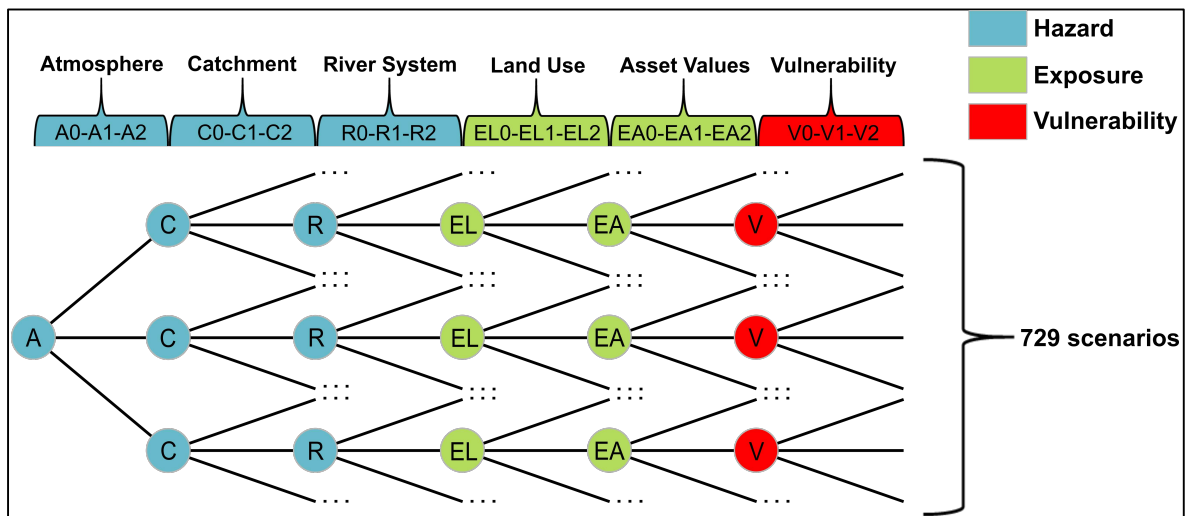 Hazard
Exposure
Vulnerability
Atmosphere Catchment River System Land Use Asset Values Vulnerability
A0-A1-A2 C0-C1-C2 R0-R1-R2 EL0-EL1-EL2 EA0-EA1-EA2 V0-V1-V2
C R EL EA V
A C R EL EA V
729 scenarios
C R EL EA V